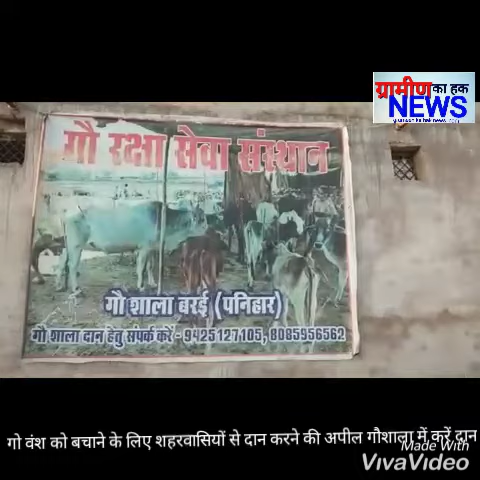 ग्रामीण का हक
NEWS
गौ रक्षा सेवा संस्थान
गौ शाला बरई (पनिहार)
गौ शाला दान हेतु संपर्क करें - 9425127105, 8085956562
गो वंश को बचाने के लिए शहरवासियों से दान करने की अपील गौशाला में करें दान
Made With
VivaVideo